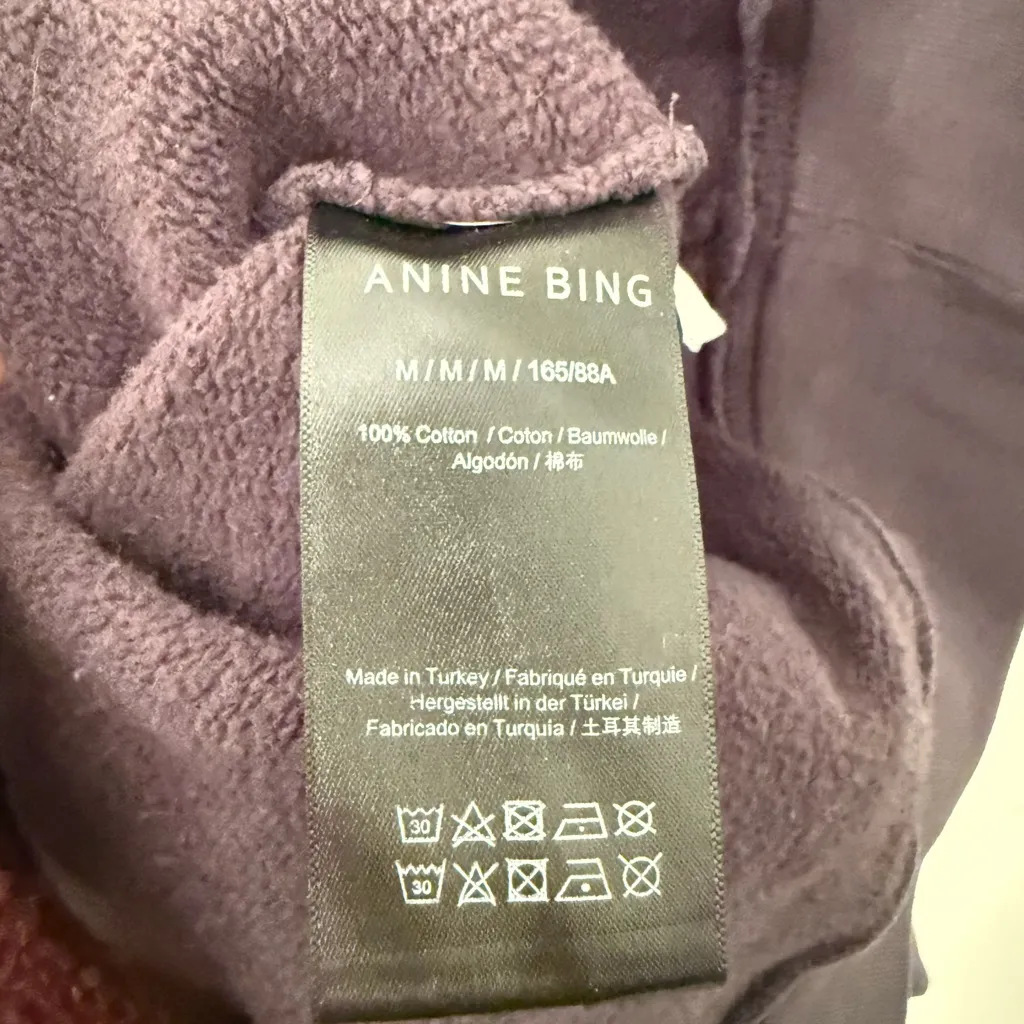 ANINE BING
M / M / M / 165/88A
100% Cotton / Coton / Baumwolle /
Algodón / 棉布
Made in Turkey / Fabriqué en Turquie /
Hergestellt in der Türkei /
Fabricado en Turquia / 土耳其制造
30
30